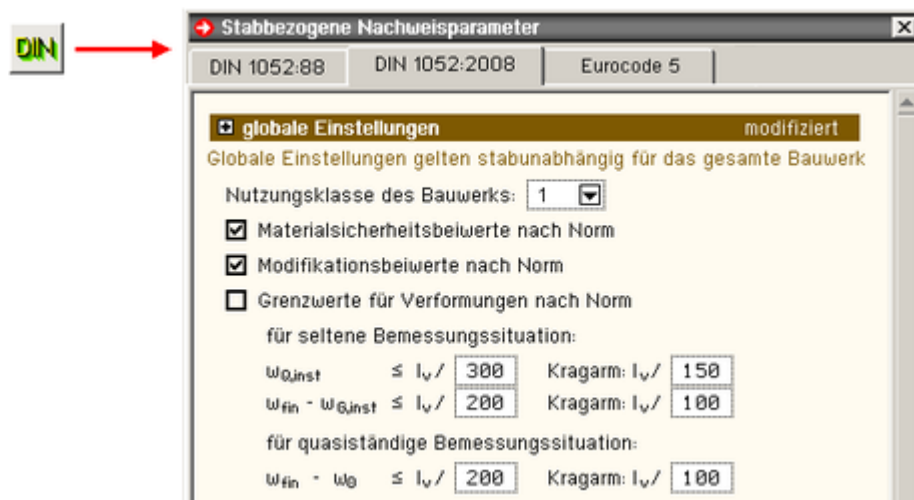 DIN
Stabbezogene Nachweisparameter
DIN 1052:88 DIN 1052:2008 Eurocode 5
globale Einstellungen modifiziert
Globale Einstellungen gelten stabunabhängig für das gesamte Bauwerk
Nutzungsklasse des Bauwerks: 1
Materialsicherheitsbeiwerte nach Norm
Modifikationsbeiwerte nach Norm
Grenzwerte für Verformungen nach Norm
für seltene Bemessungssituation:
wQ,inst ≤ lv/ 300 Kragarm: lv/ 150
wfin - wG,inst ≤ lv/ 200 Kragarm: lv/ 100
für quasiständige Bemessungssituation:
wfin - w0 ≤ lv/ 200 Kragarm: lv/ 100